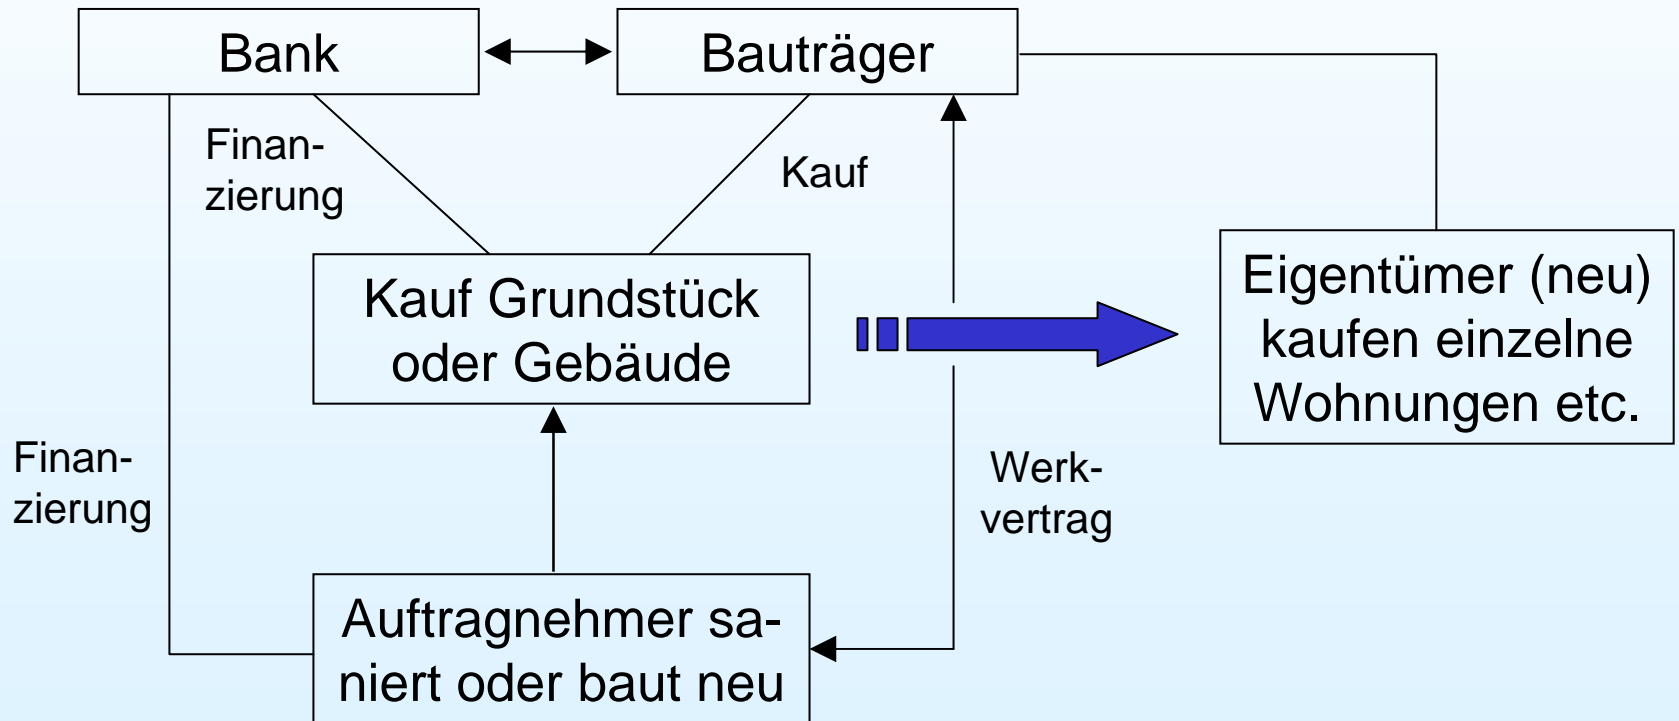 Bank
Bauträger
Finan-
zierung
Kauf
Kauf Grundstück
oder Gebäude
Eigentümer (neu)
kaufen einzelne
Wohnungen etc.
Finan-
zierung
Werk-
vertrag
Auftragnehmer sa-
niert oder baut neu